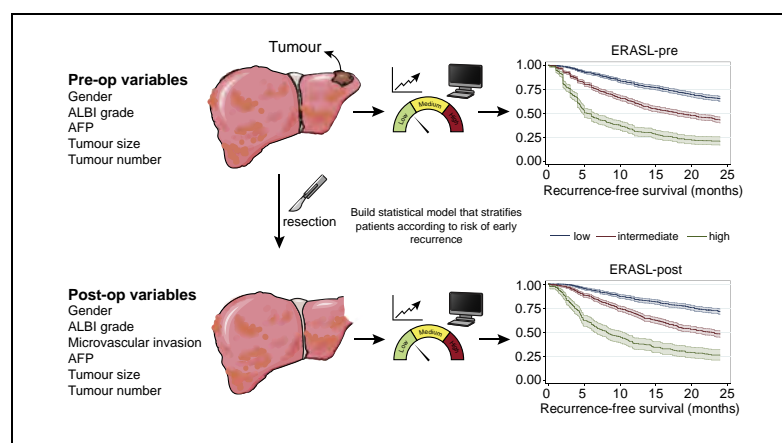 Tumour
Pre-op variables
Gender
ALBI grade
AFP
Tumour size
Tumour number
Low
Medium
High
ERASL-pre
1.00
0.75
0.50
0.25
0.00
0 5 10 15 20 25
Recurrence-free survival (months)
resection
Build statistical model that stratifies
patients according to risk of early
recurrence
low intermediate high
Post-op variables
Gender
ALBI grade
Microvascular invasion
AFP
Tumour size
Tumour number
Low
Medium
High
ERASL-post
1.00
0.75
0.50
0.25
0.00
0 5 10 15 20 25
Recurrence-free survival (months)